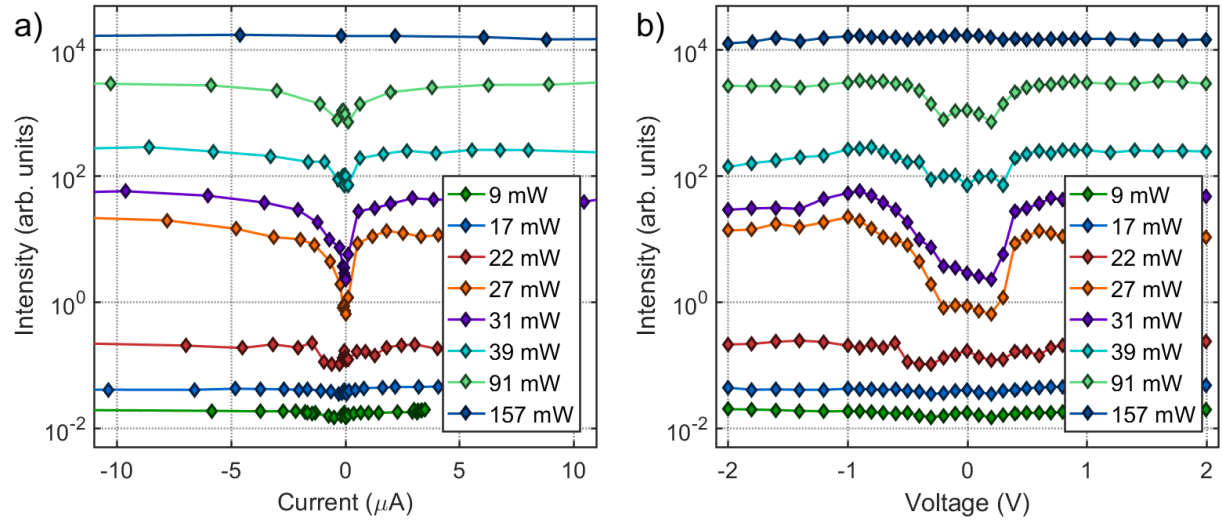 a)
Intensity (arb. units)
10^4
10^2
10^0
10^-2
-10
-5
0
5
10
Current (μA)
9 mW
17 mW
22 mW
27 mW
31 mW
39 mW
91 mW
157 mW
b)
Intensity (arb. units)
10^4
10^2
10^0
10^-2
-2
-1
0
1
2
Voltage (V)
9 mW
17 mW
22 mW
27 mW
31 mW
39 mW
91 mW
157 mW